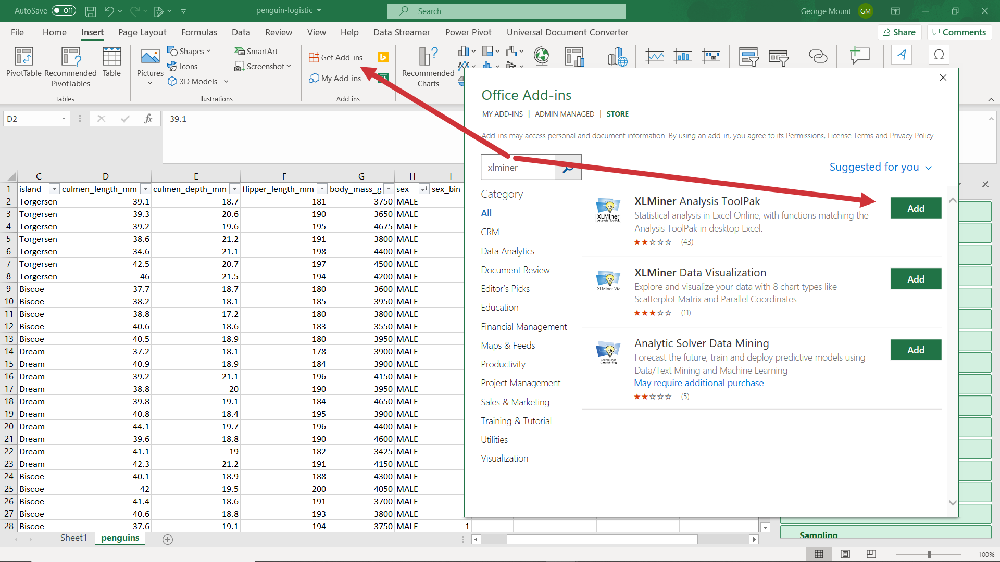 AutoSave Off
penguin-logistic
Search
George Mount GM
File Home Insert Page Layout Formulas Data Review View Help Data Streamer Power Pivot Universal Document Converter Share Comments
PivotTable
Recommended PivotTables
Table
Tables
Pictures
Shapes
Icons
3D Models
SmartArt
Screenshot
Illustrations
Get Add-ins
My Add-ins
Add-ins
Recommended Charts
D2
fx
39.1
C D E F G H I
1 island culmen_length_mm culmen_depth_mm flipper_length_mm body_mass_g sex sex_bin
2 Torgersen 39.1 18.7 181 3750 MALE
3 Torgersen 39.3 20.6 190 3650 MALE
4 Torgersen 39.2 19.6 195 4675 MALE
5 Torgersen 38.6 21.2 191 3800 MALE
6 Torgersen 34.6 21.1 198 4400 MALE
7 Torgersen 42.5 20.7 197 4500 MALE
8 Torgersen 46 21.5 194 4200 MALE
9 Biscoe 37.7 18.7 180 3600 MALE
10 Biscoe 38.2 18.1 185 3950 MALE
11 Biscoe 38.8 17.2 180 3800 MALE
12 Biscoe 40.6 18.6 183 3550 MALE
13 Biscoe 40.5 18.9 180 3950 MALE
14 Dream 37.2 18.1 178 3900 MALE
15 Dream 40.9 18.9 184 3900 MALE
16 Dream 39.2 21.1 196 4150 MALE
17 Dream 38.8 20 190 3950 MALE
18 Dream 39.8 19.1 184 4650 MALE
19 Dream 40.8 18.4 195 3900 MALE
20 Dream 44.1 19.7 196 4400 MALE
21 Dream 39.6 18.8 190 4600 MALE
22 Dream 41.1 19 182 3425 MALE
23 Dream 42.3 21.2 191 4150 MALE
24 Biscoe 40.1 18.9 188 4300 MALE
25 Biscoe 42 19.5 200 4050 MALE
26 Biscoe 41.4 18.6 191 3700 MALE
27 Biscoe 40.6 18.8 193 3800 MALE
28 Biscoe 37.6 19.1 194 3750 MALE 1
Office Add-ins
MY ADD-INS | ADMIN MANAGED | STORE
Add-ins may access personal and document information. By using an add-in, you agree to its Permissions, License Terms and Privacy Policy.
xlminer
Suggested for you
Category
All
CRM
Data Analytics
Document Review
Editor's Picks
Education
Financial Management
Maps & Feeds
Productivity
Project Management
Sales & Marketing
Training & Tutorial
Utilities
Visualization
XLMiner
Analysis ToolPak
XLMiner Analysis ToolPak
Statistical analysis in Excel Online, with functions matching the
Analysis ToolPak in desktop Excel.
(43)
Add
XLMiner Viz
XLMiner Data Visualization
Explore and visualize your data with 8 chart types like
Scatterplot Matrix and Parallel Coordinates.
(11)
Add
Analytic Solver
Data Mining
Analytic Solver Data Mining
Forecast the future, train and deploy predictive models using
Data/Text Mining and Machine Learning
May require additional purchase
(5)
Add
Sampling
Sheet1 penguins
100%